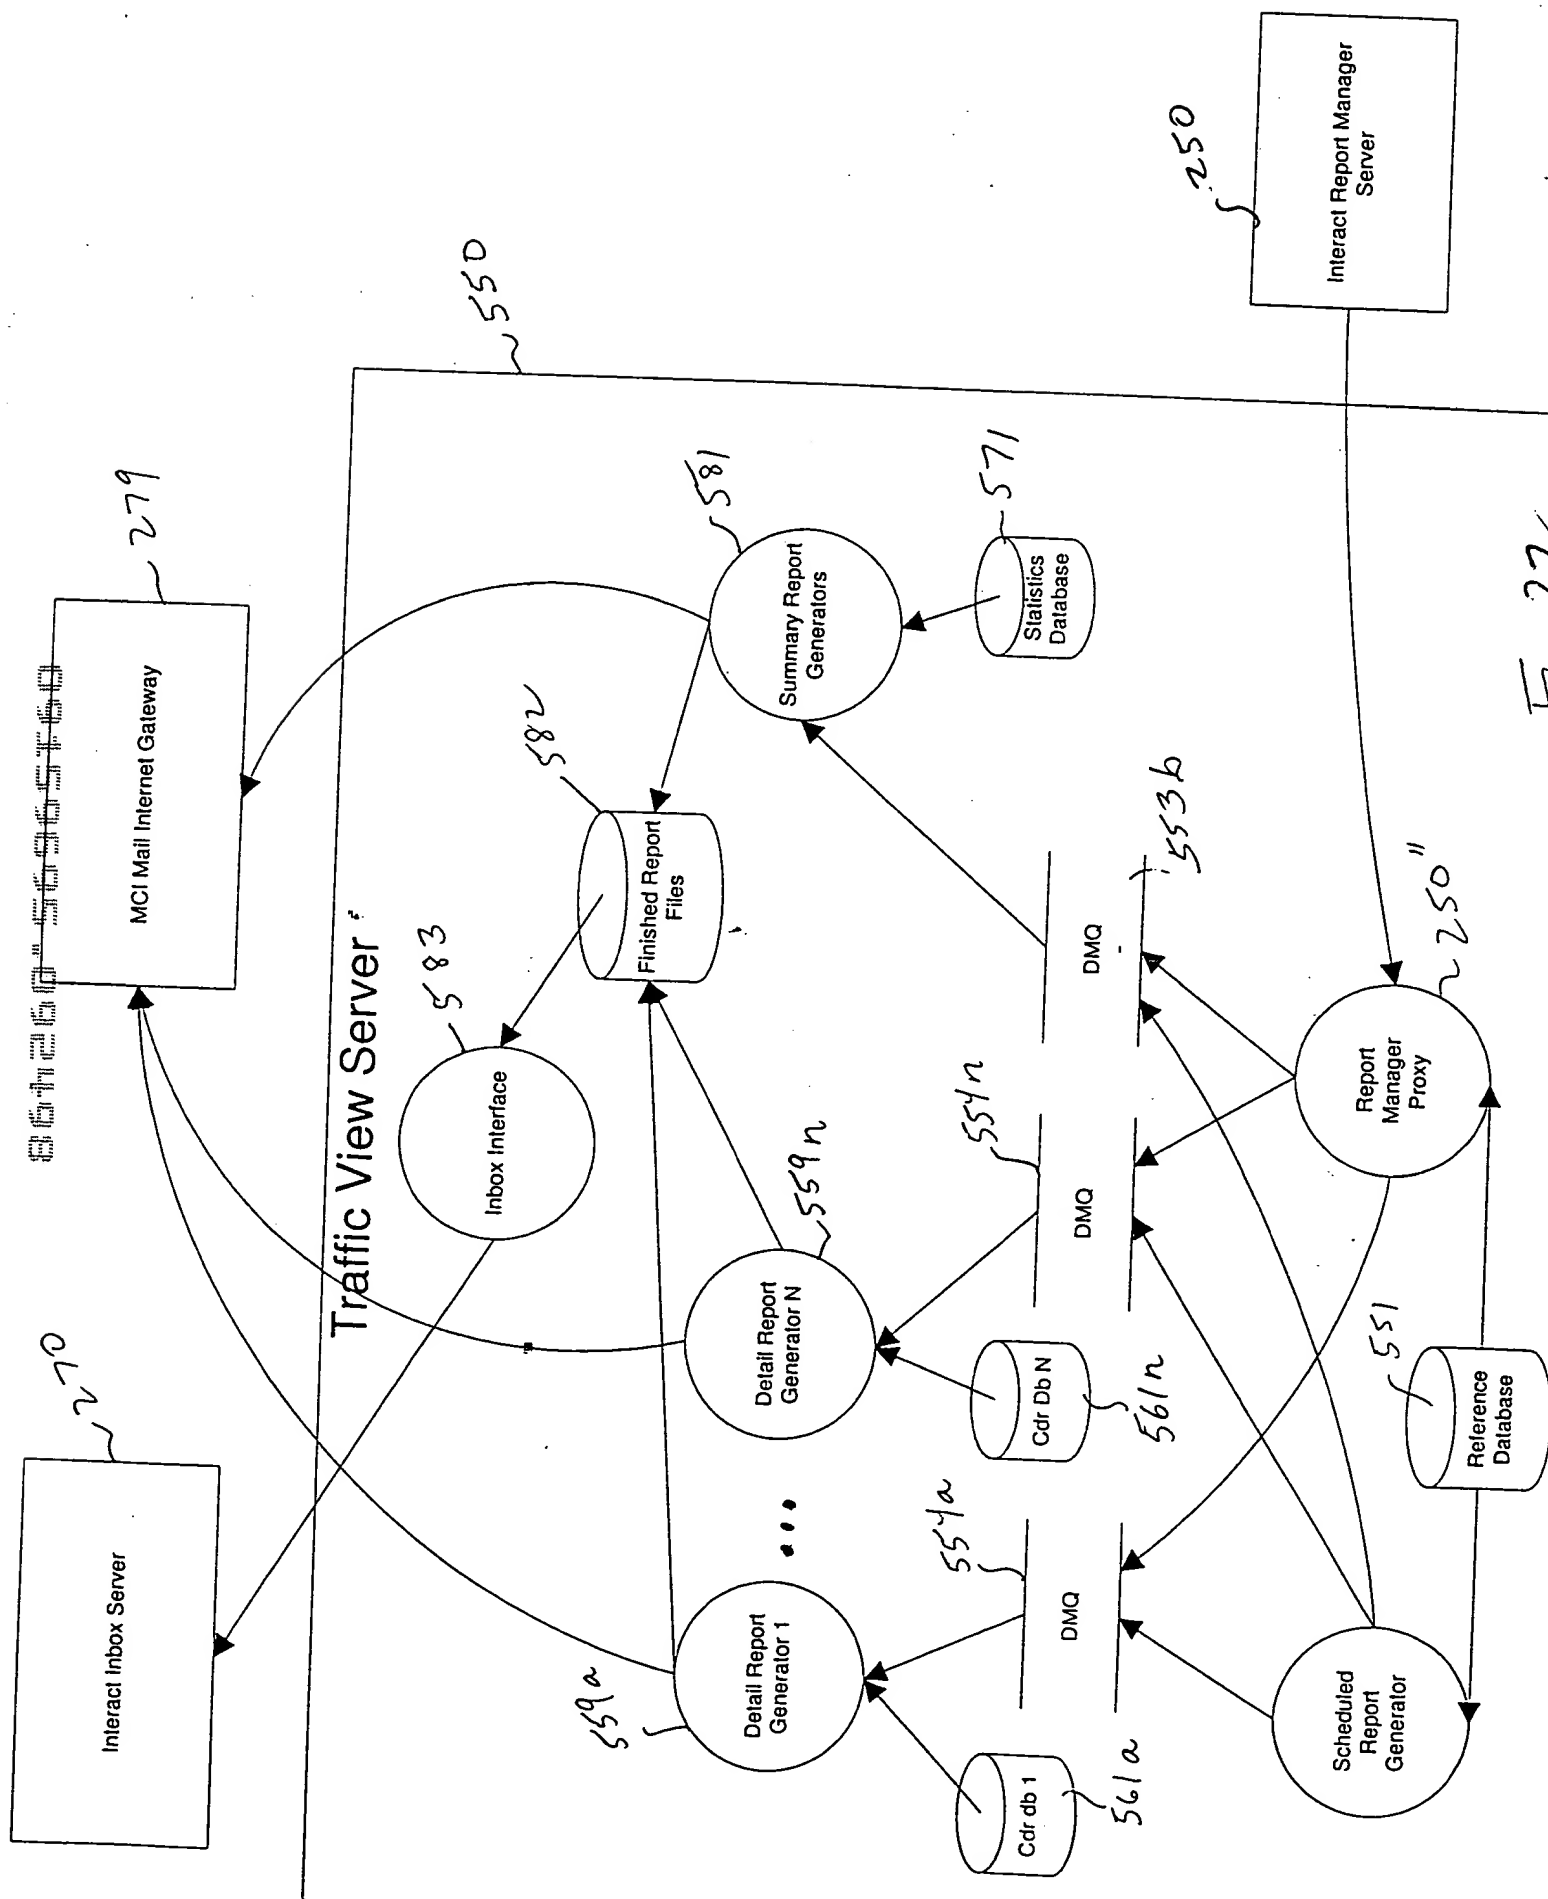 270
Interact Inbox Server
279
MCI Mail Internet Gateway
Traffic View Server
550
583
Inbox Interface
582
Finished Report
Files
581
Summary Report
Generators
559a
Detail Report
Generator 1
...
Detail Report
Generator N
559n
571
Statistics
Database
Cdr db 1
561a
554a
DMQ
Cdr Db N
561n
554n
DMQ
DMQ
553b
250
Interact Report Manager
Server
Scheduled
Report
Generator
551
Reference
Database
Report
Manager
Proxy
250"